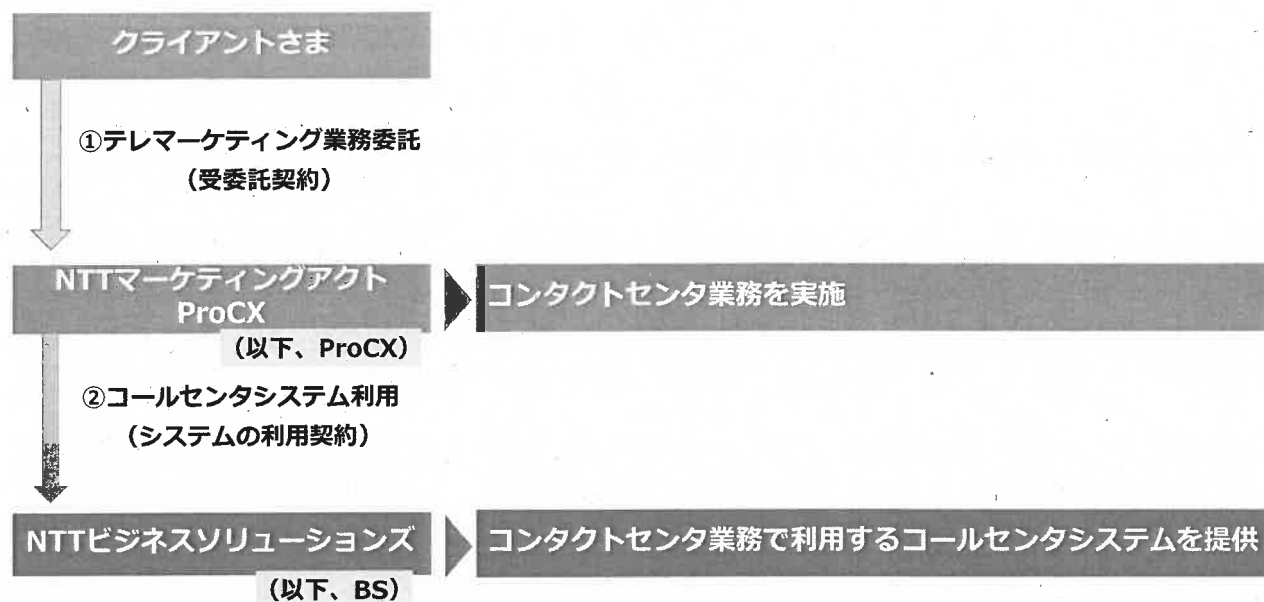 クライアントさま
①テレマーケティング業務委託
（受委託契約）
NTTマーケティングアクト
ProCX
コンタクトセンタ業務を実施
（以下、ProCX）
②コールセンタシステム利用
（システムの利用契約）
NTTビジネスソリューションズ
コンタクトセンタ業務で利用するコールセンタシステムを提供
（以下、BS）